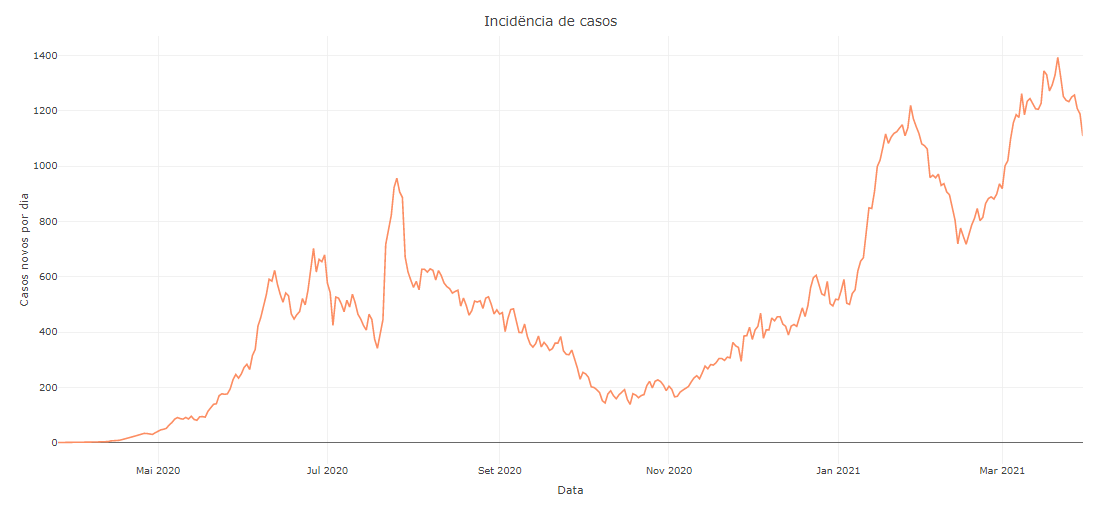 Incidência de casos
Casos novos por dia
1400
1200
1000
800
600
400
200
0
Mai 2020
Jul 2020
Set 2020
Nov 2020
Jan 2021
Mar 2021
Data